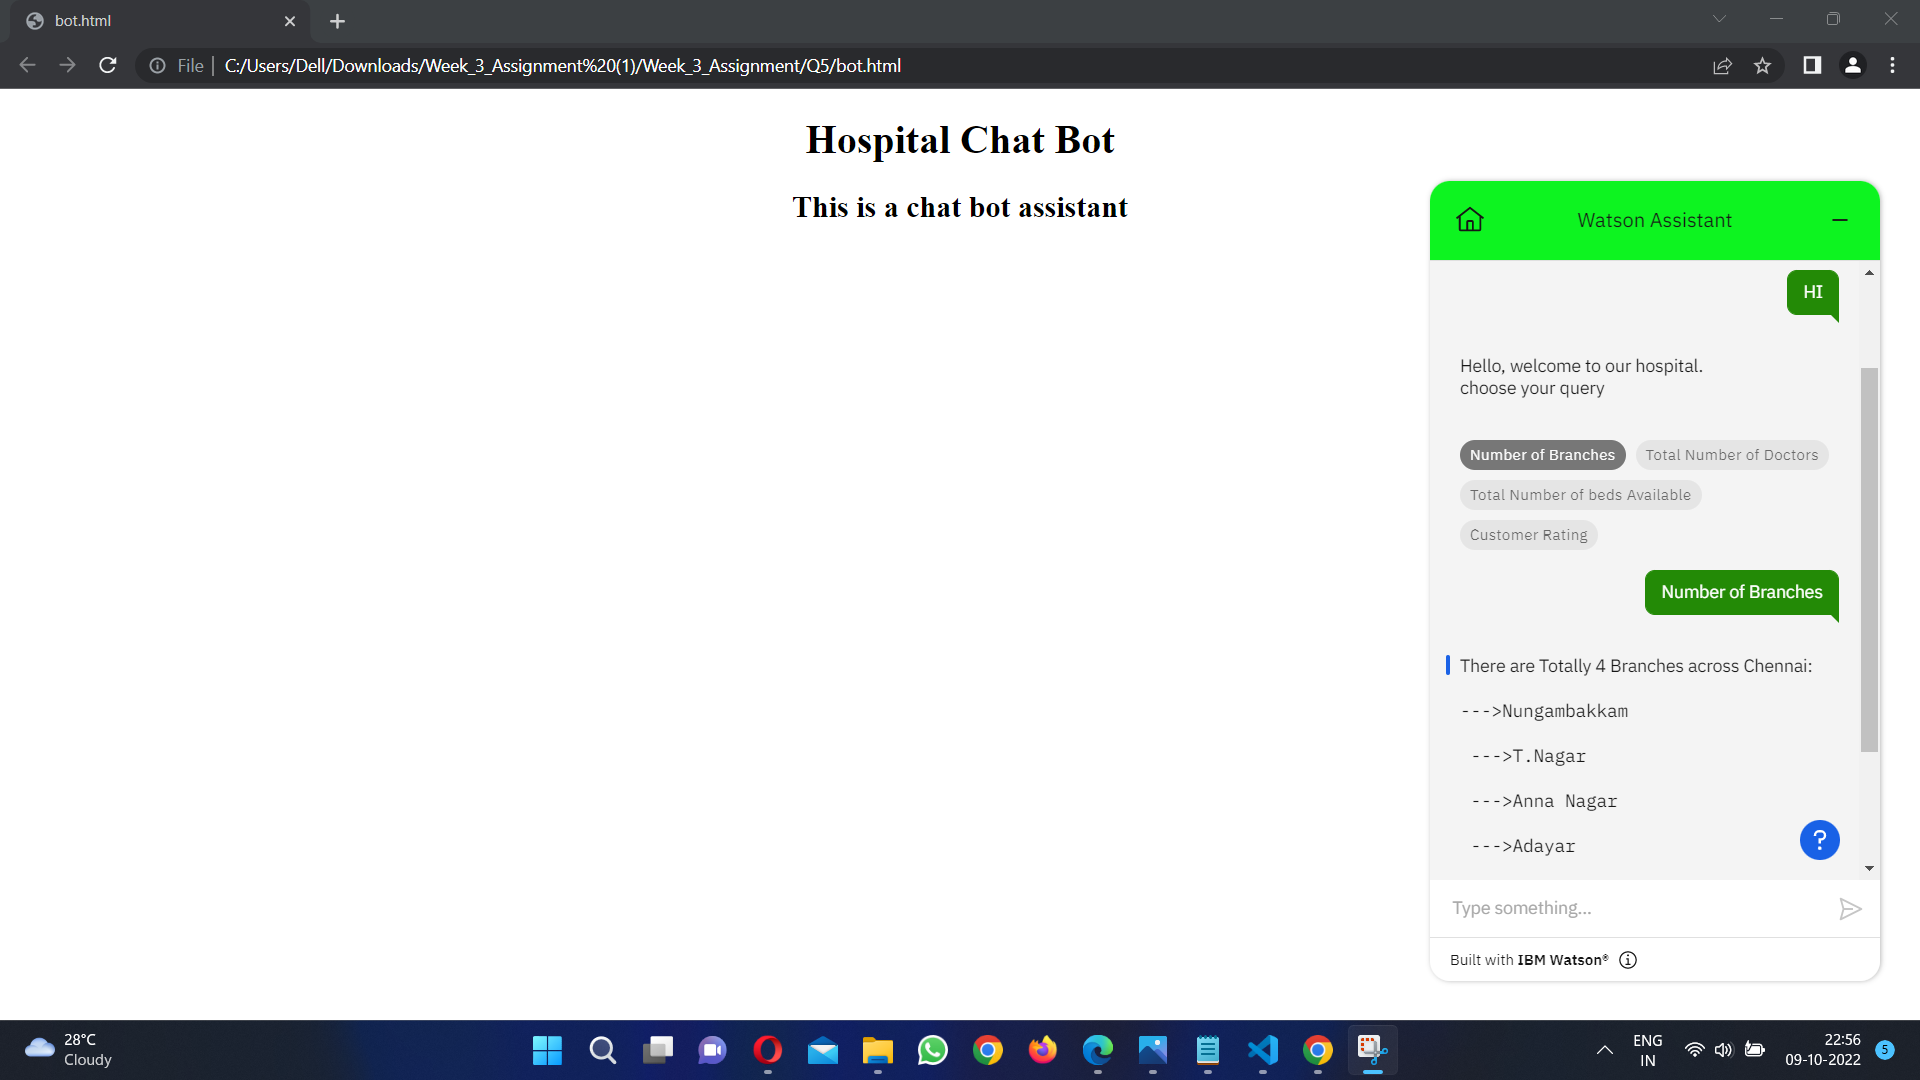 bot.html
File
C:/Users/Dell/Downloads/Week_3_Assignment%20(1)/Week_3_Assignment/Q5/bot.html
Hospital Chat Bot
This is a chat bot assistant
Watson Assistant
HI
Hello, welcome to our hospital.
choose your query
Number of Branches Total Number of Doctors
Total Number of beds Available
Customer Rating
Number of Branches
There are Totally 4 Branches across Chennai:
--->Nungambakkam
--->T.Nagar
--->Anna Nagar
--->Adayar
?
Type something...
Built with IBM Watson®
28°C
Cloudy
ENG
IN
22:56
09-10-2022
5